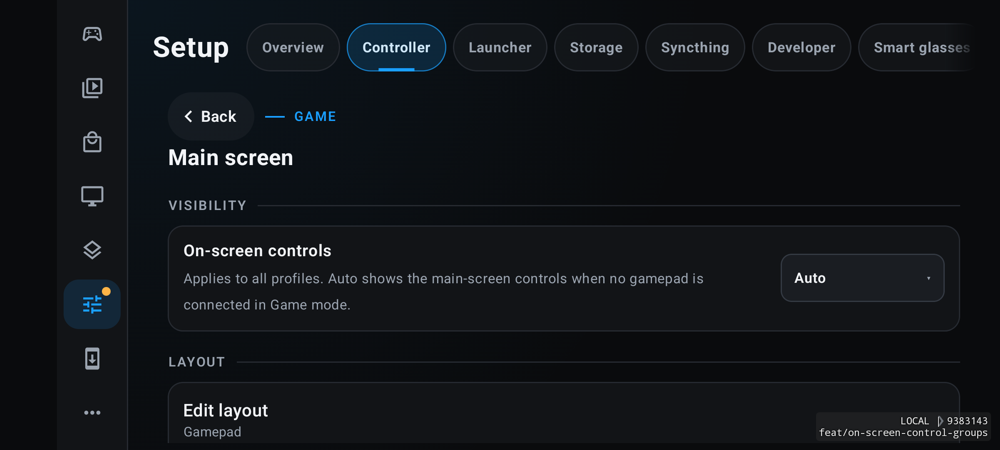 Setup
Overview
Controller
Launcher
Storage
Syncthing
Developer
Smart glasses
Back
GAME
Main screen
VISIBILITY
On-screen controls
Applies to all profiles. Auto shows the main-screen controls when no gamepad is
connected in Game mode.
Auto
LAYOUT
Edit layout
Gamepad
LOCAL 9383143
feat/on-screen-control-groups